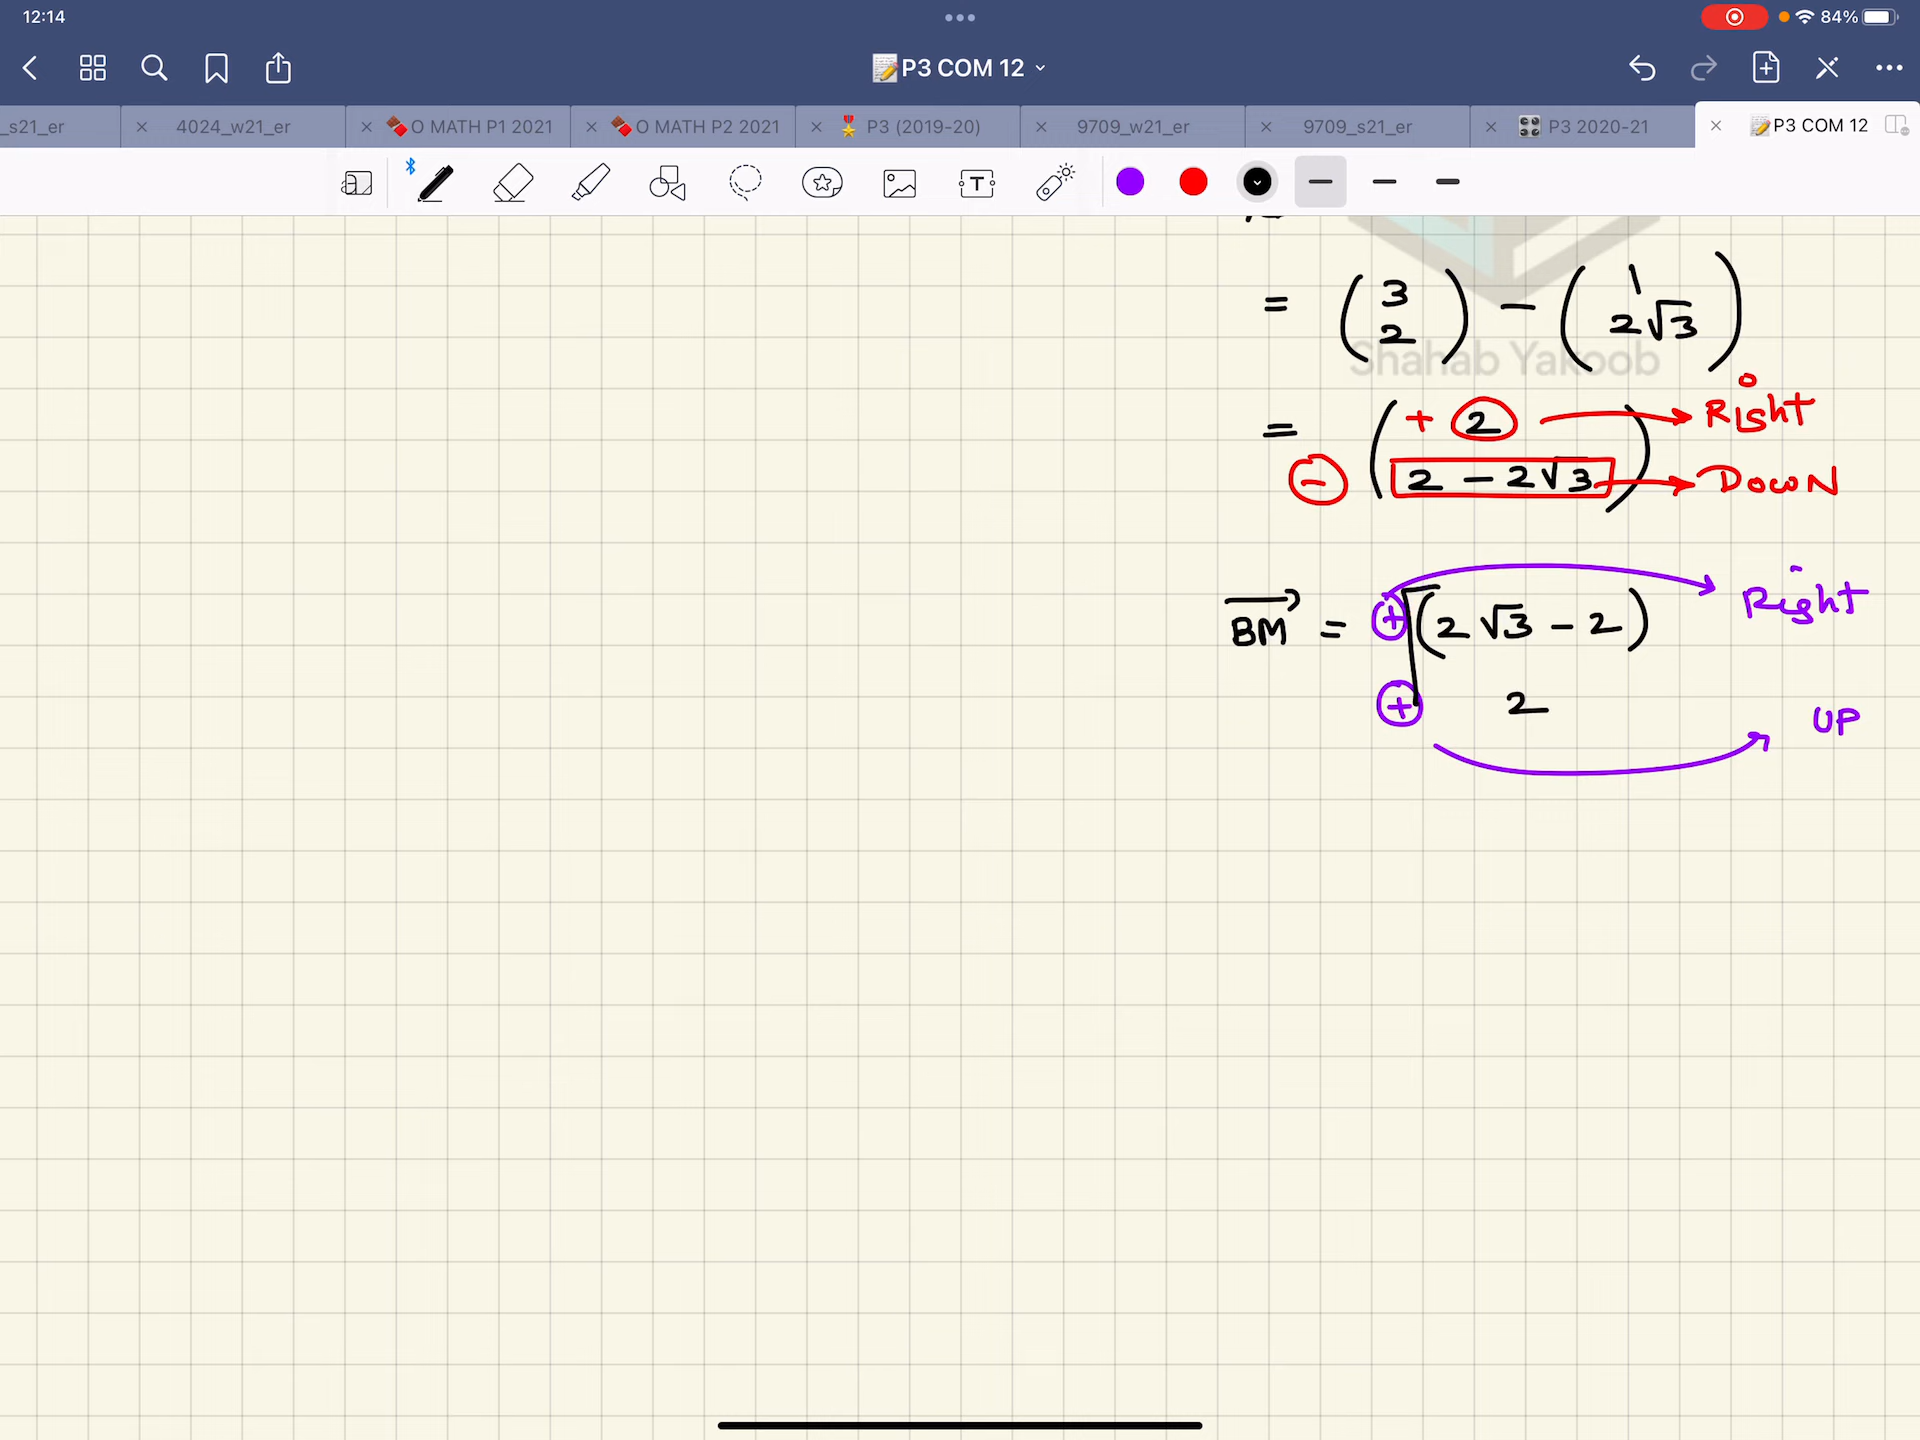 12:14
84%
P3 COM 12
_s21_er
4024_w21_er
O MATH P1 2021
O MATH P2 2021
P3 (2019-20)
9709_w21_er
9709_s21_er
P3 2020-21
P3 COM 12
= (3 2) − (1 2√3)
Shahab Yakoob
= (+ 2 → Right
− 2 − 2√3) → DOWN
BM = + (2√3 − 2) Right
+ 2 UP